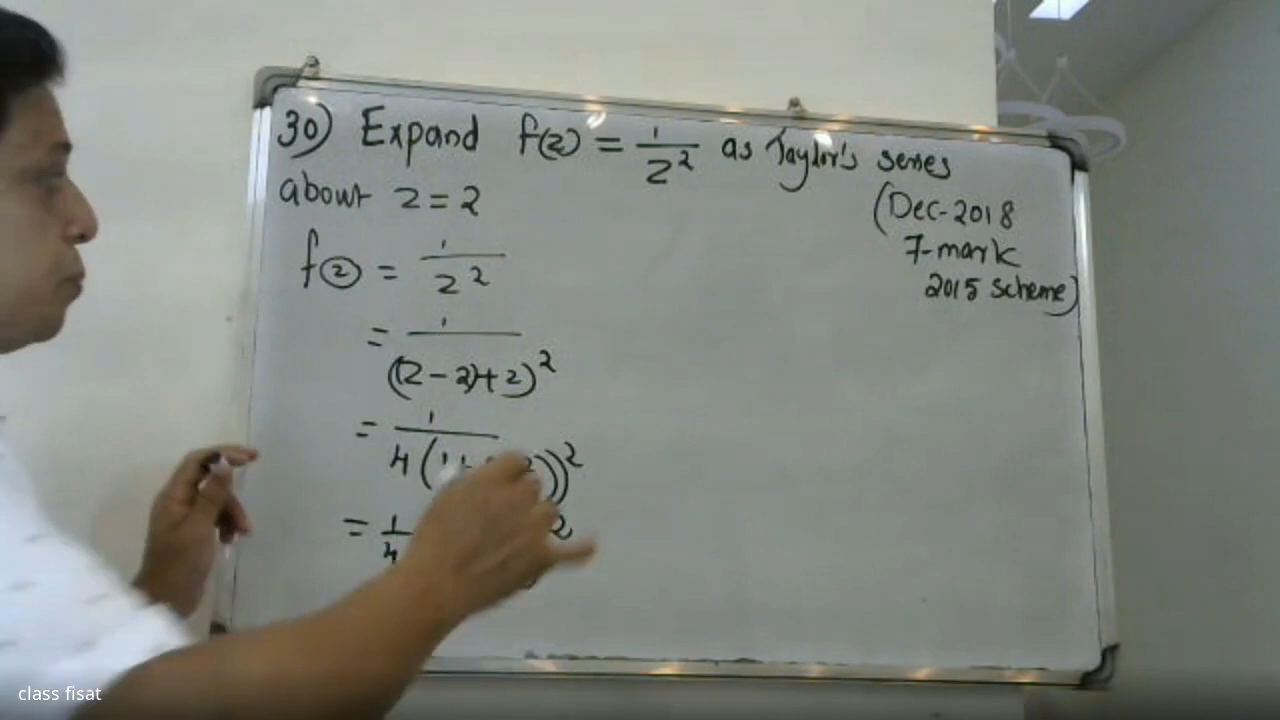 30) Expand f(z) = 1/z² as Taylor's series
about z = 2
(Dec-2018
7-mark
2015 scheme)
f(z) = 1/z²
= 1/((z-2)+2)²
= 1/4(1+
= 1/4
class fisat